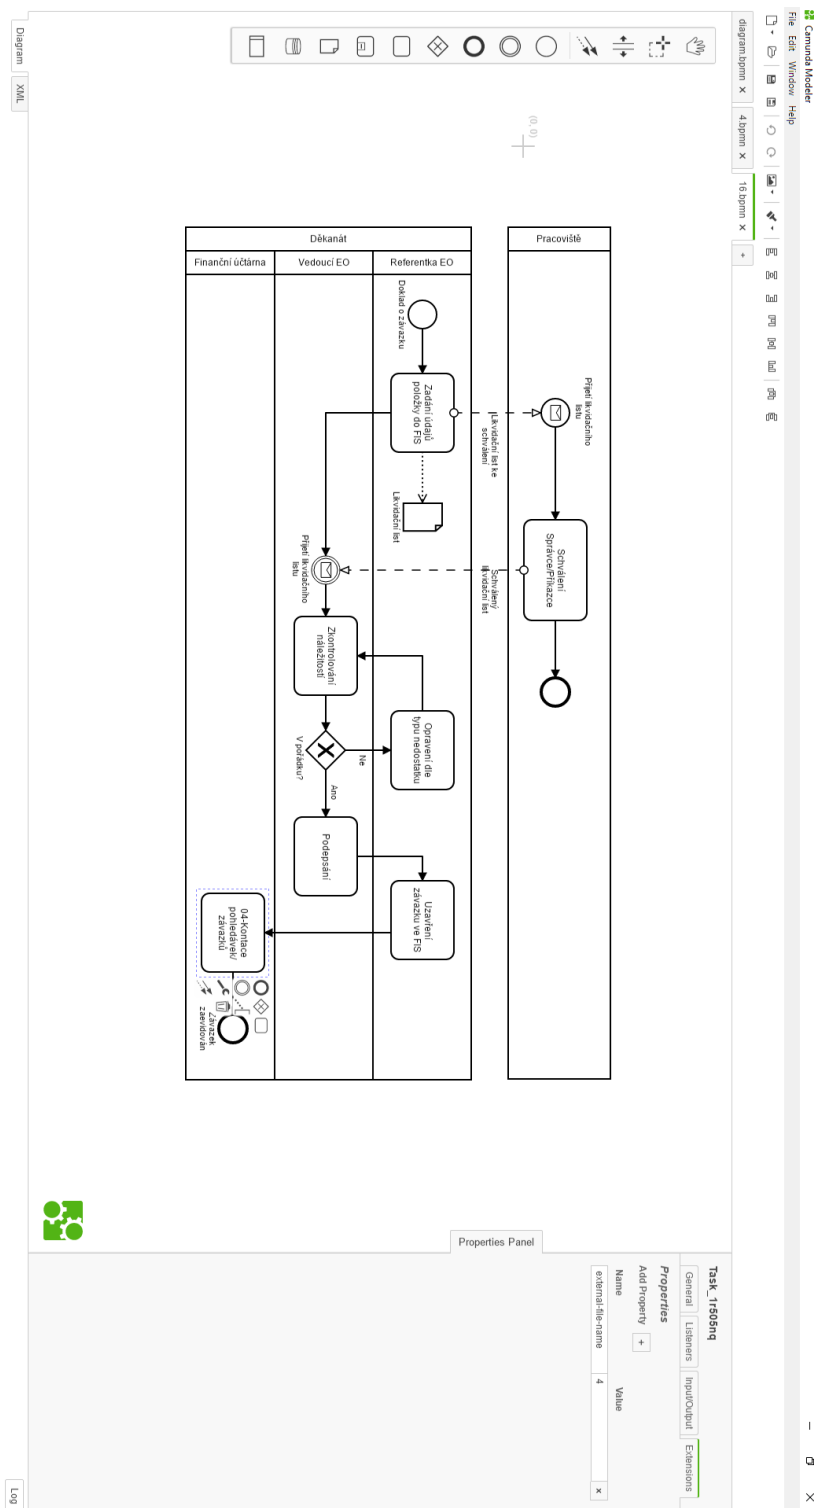 Camunda Modeler
File Edit Window Help
diagram.bpmn
4.bpmn
16.bpmn
+
(0, 0)
Pracoviště
Přijetí likvidačního
listu
Schválení
Správce/Příkazce
Likvidační list ke
schválení
Schválený
likvidační list
Děkanát
Referentka EO
Doklad o závazku
Zadání údajů
položky do FIS
Likvidační list
Opravení dle
typu nedostatku
Uzavření
závazku ve FIS
Vedoucí EO
Přijetí likvidačního
listu
Zkontrolování
náležitostí
V pořádku?
Ne
Ano
Podepsání
Finanční účtárna
04-Kontace
pohledávek/
závazků
Závazek
zaevidován
Properties Panel
Task_1r505nq
General
Listeners
Input/Output
Extensions
Properties
Add Property +
Name
Value
external-file-name
4
Diagram
XML
Log